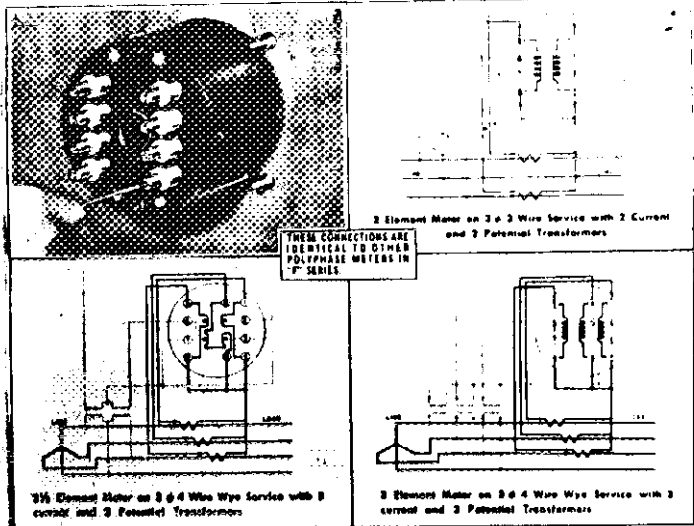 2 Element Meter on 3 ø 3 Wire Service with 2 Current
and 2 Potential Transformers
THESE CONNECTIONS ARE
IDENTICAL TO OTHER
POLYPHASE METERS IN
"F" SERIES.
LINE
LOAD
LINE
2½ Element Meter on 3 ø 4 Wire Wye Service with 3
current and 2 Potential Transformers
3 Element Meter on 3 ø 4 Wire Wye Service with 3
current and 3 Potential Transformers